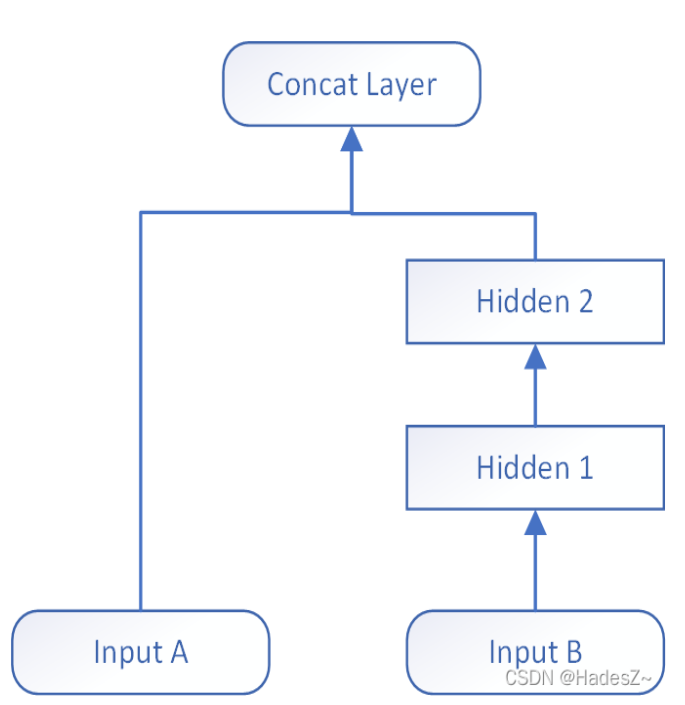 Concat Layer
Hidden 2
Hidden 1
Input A
Input B
CSDN @HadesZ~